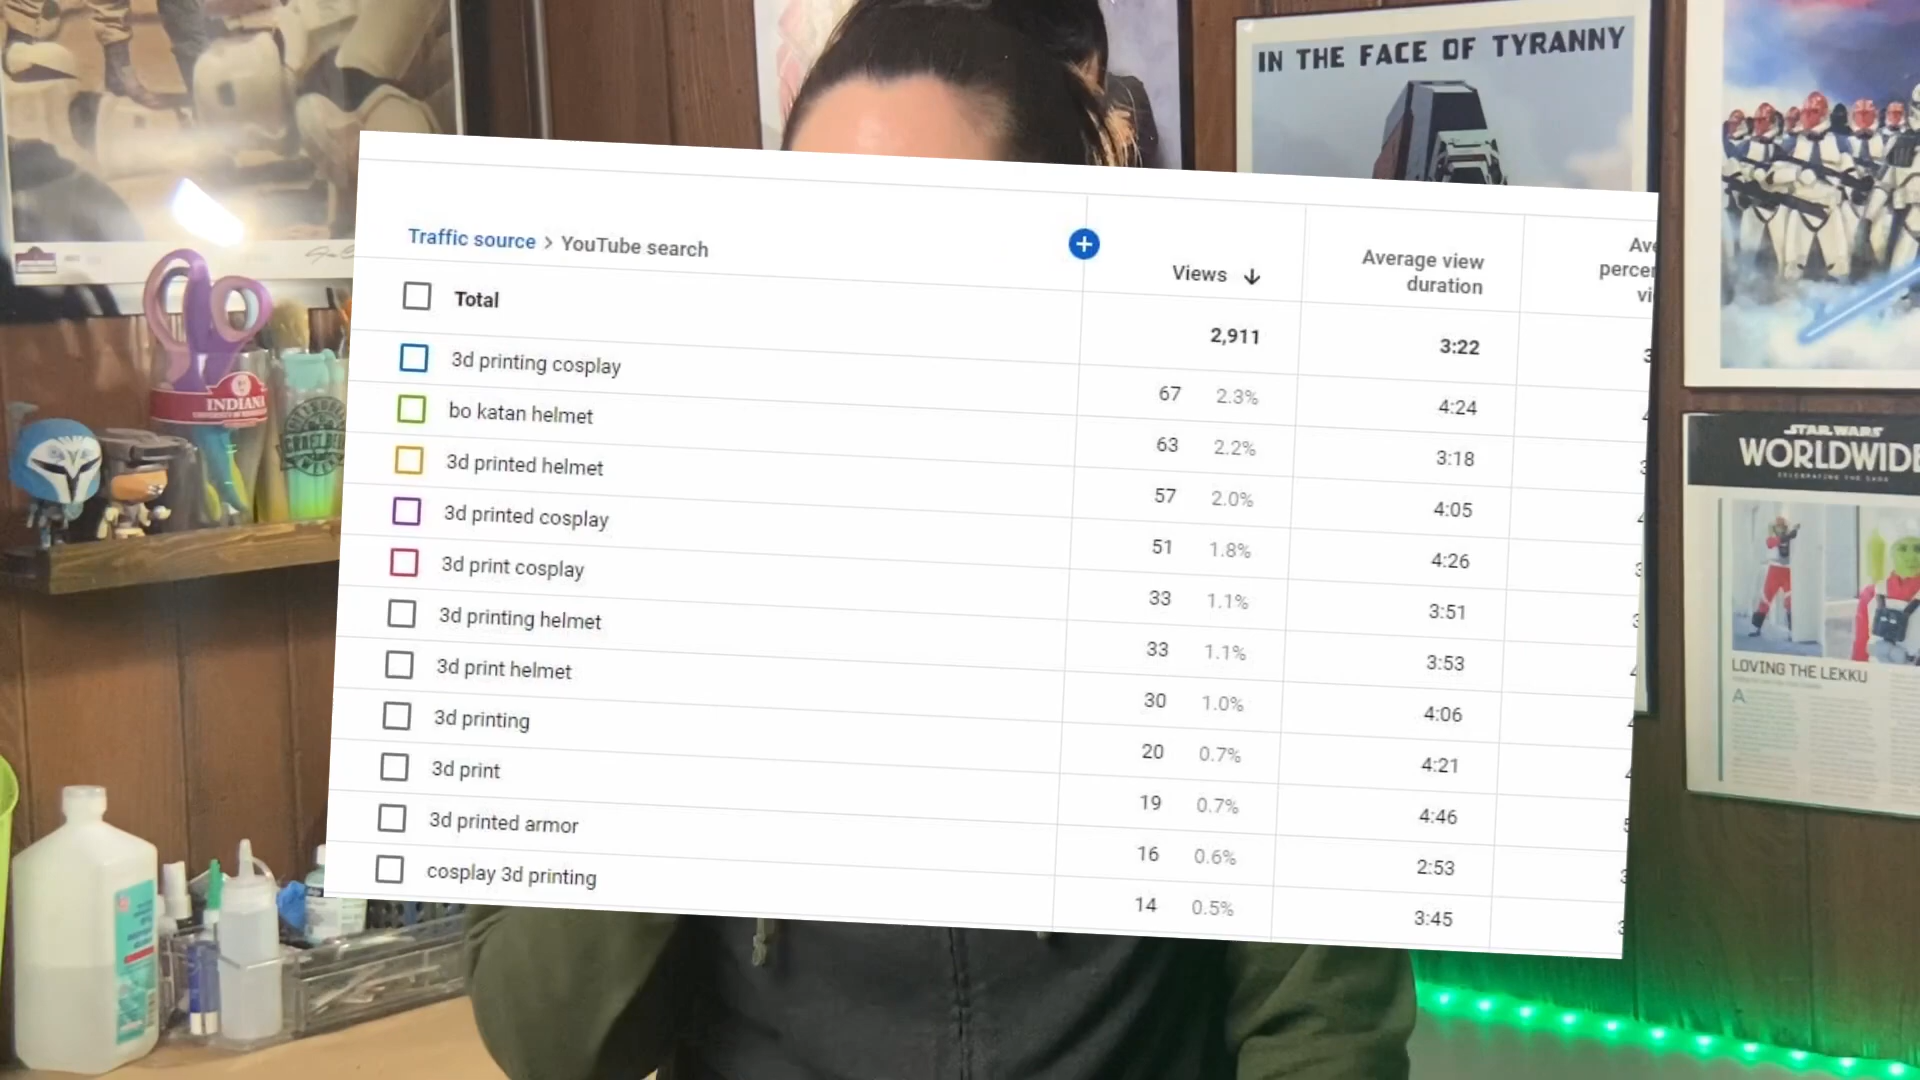 IN THE FACE OF TYRANNY
Traffic source > YouTube search
Views
Average view
duration
Total
2,911
3:22
3d printing cosplay
67 2.3%
4:24
bo katan helmet
63 2.2%
3:18
3d printed helmet
57 2.0%
4:05
3d printed cosplay
51 1.8%
4:26
3d print cosplay
33 1.1%
3:51
3d printing helmet
33 1.1%
3:53
3d print helmet
30 1.0%
4:06
3d printing
20 0.7%
4:21
3d print
19 0.7%
4:46
3d printed armor
16 0.6%
2:53
cosplay 3d printing
14 0.5%
3:45
INDIANA
STAR WARS
WORLDWIDE
LOVING THE LEKKU